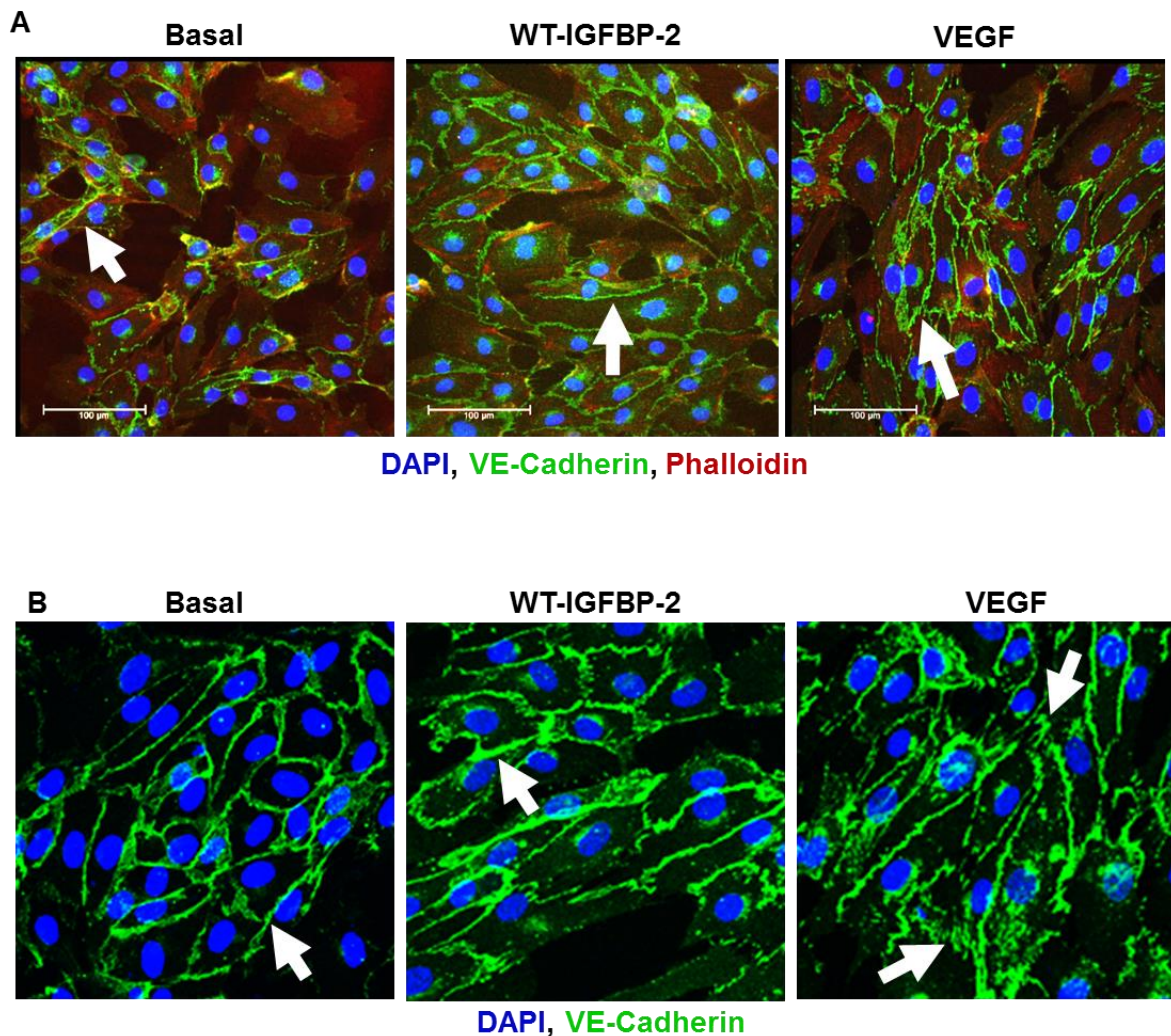 A
Basal WT-IGFBP-2 VEGF
100 μm 100 μm 100 μm
DAPI, VE-Cadherin, Phalloidin
B Basal WT-IGFBP-2 VEGF
DAPI, VE-Cadherin